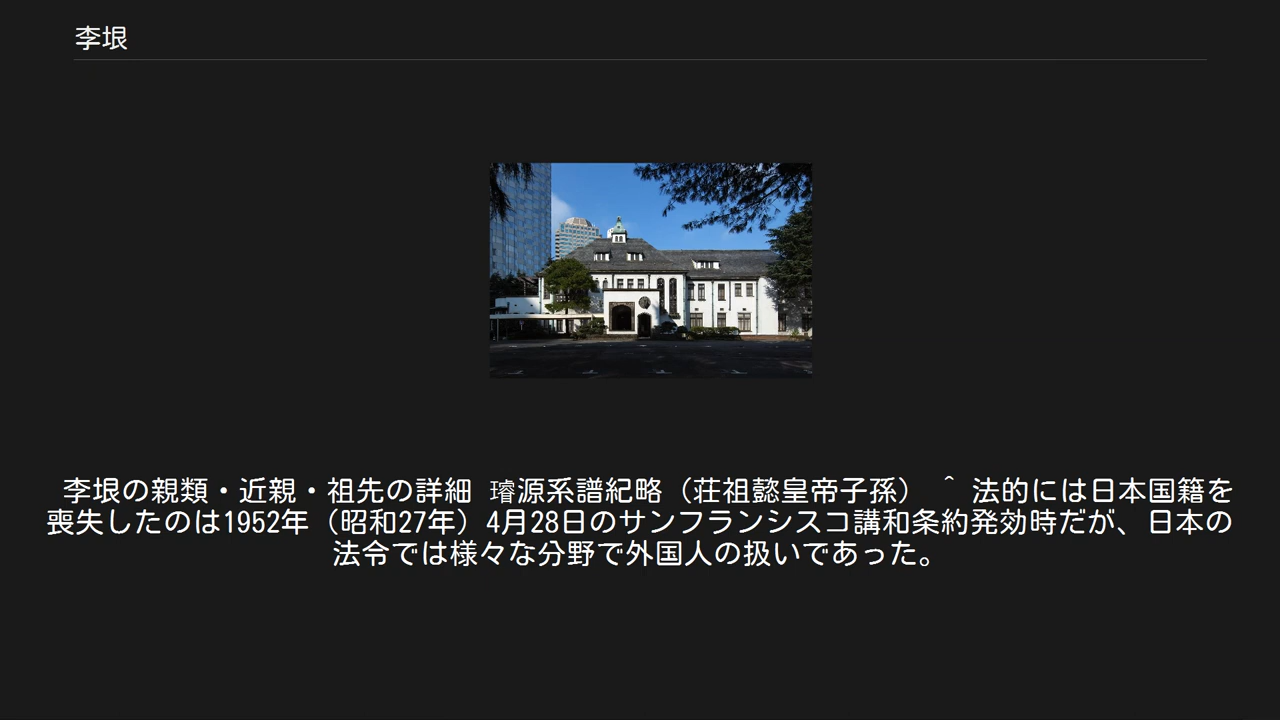 李垠
李垠の親類・近親・祖先の詳細 璿源系譜紀略（荘祖懿皇帝子孫） ＾ 法的には日本国籍を
喪失したのは1952年（昭和27年）4月28日のサンフランシスコ講和条約発効時だが、日本の
法令では様々な分野で外国人の扱いであった。